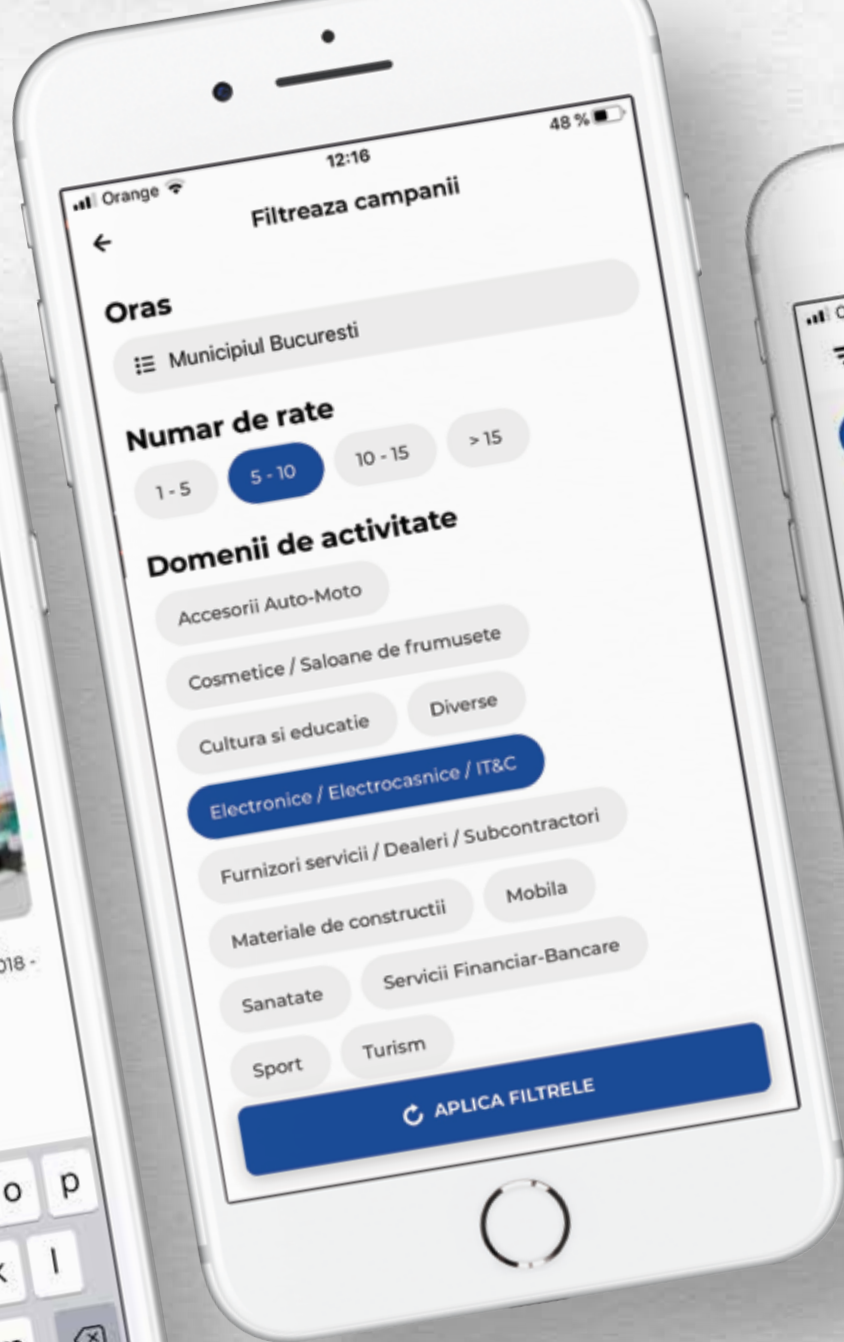 Orange
12:16
48 %
Filtreaza campanii
Oras
Municipiul Bucuresti
Numar de rate
1 - 5
5 - 10
10 - 15
> 15
Domenii de activitate
Accesorii Auto-Moto
Cosmetice / Saloane de frumusete
Cultura si educatie
Diverse
Electronice / Electrocasnice / IT&C
Furnizori servicii / Dealeri / Subcontractori
Materiale de constructii
Mobila
Sanatate
Servicii Financiar-Bancare
Sport
Turism
APLICA FILTRELE
018 -
o p
l